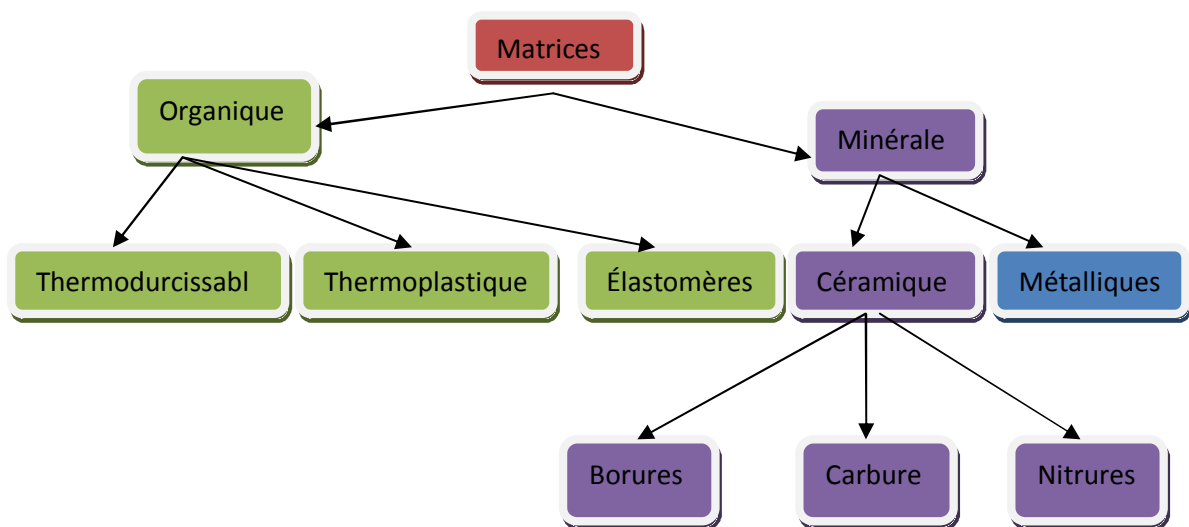 Matrices
Organique
Minérale
Thermodurcissabl
Thermoplastique
Élastomères
Céramique
Métalliques
Borures
Carbure
Nitrures